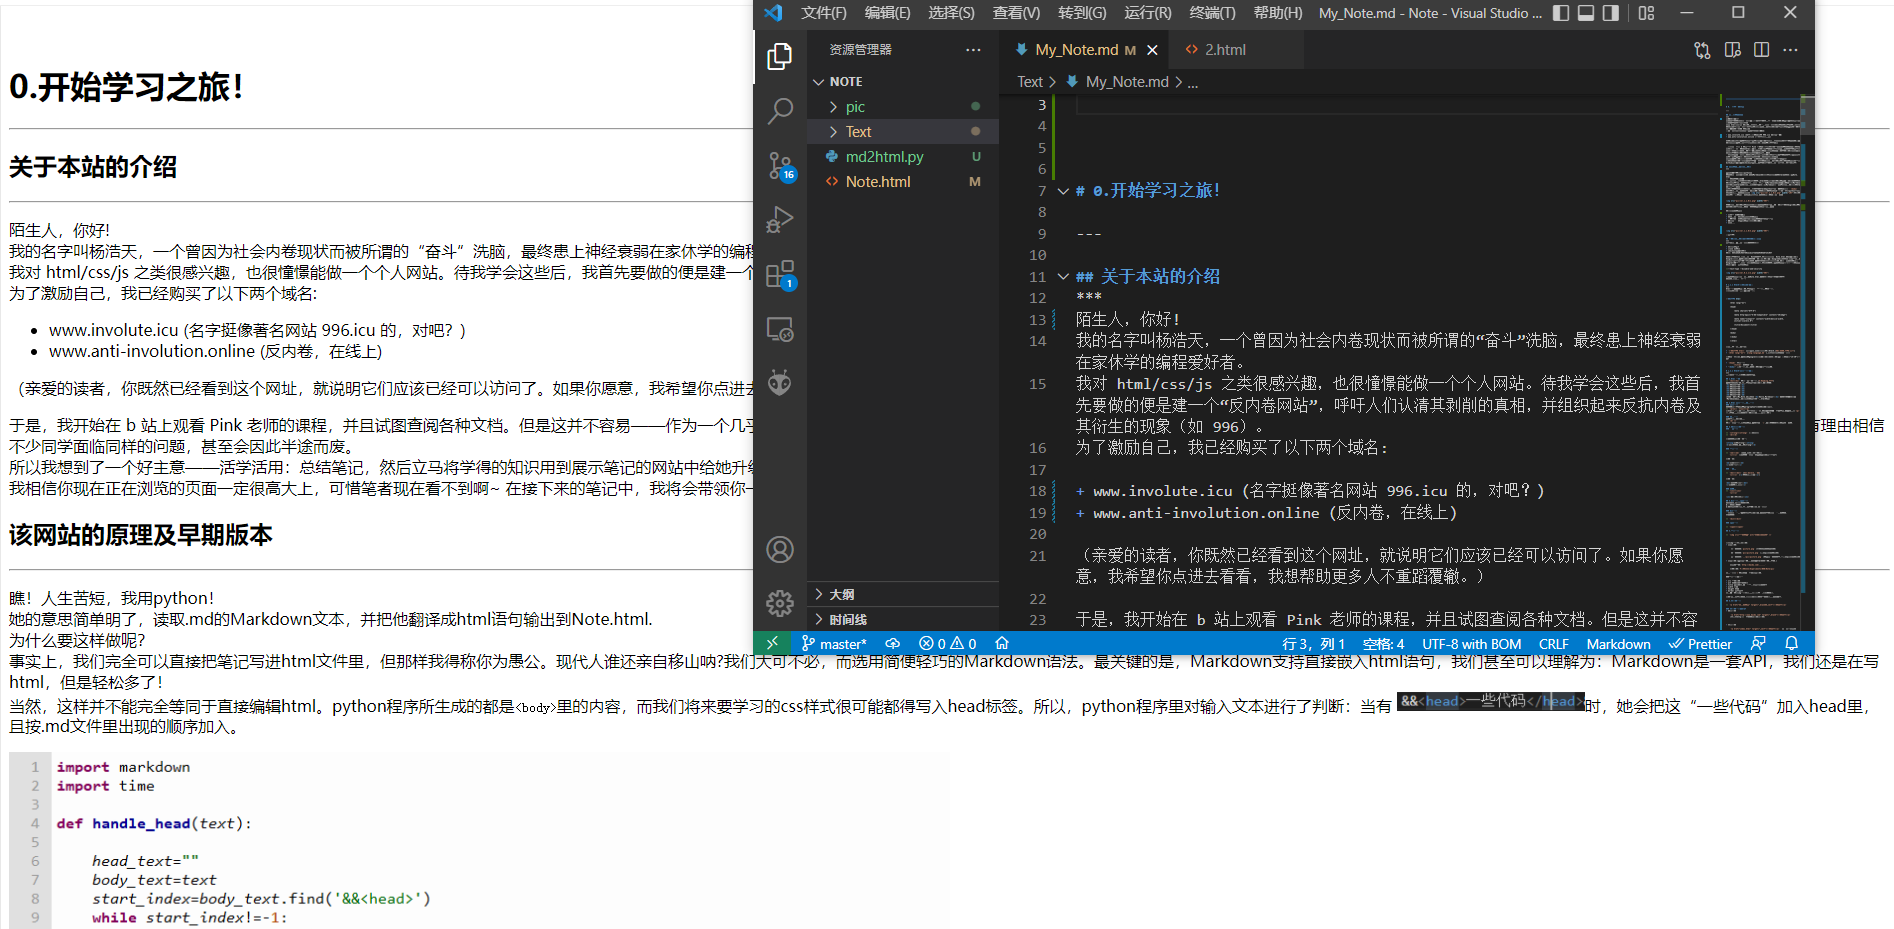 0.开始学习之旅！
关于本站的介绍
陌生人，你好！
我的名字叫杨浩天，一个曾因为社会内卷现状而被所谓的“奋斗”洗脑，最终患上神经衰弱在家休学的编程
我对 html/css/js 之类很感兴趣，也很憧憬能做一个个人网站。待我学会这些后，我首先要做的便是建一个
为了激励自己，我已经购买了以下两个域名:
www.involute.icu (名字挺像著名网站 996.icu 的，对吧？)
www.anti-involution.online (反内卷，在线上)
（亲爱的读者，你既然已经看到这个网址，就说明它们应该已经可以访问了。如果你愿意，我希望你点进去
于是，我开始在 b 站上观看 Pink 老师的课程，并且试图查阅各种文档。但是这并不容易——作为一个几乎
有理由相信
不少同学面临同样的问题，甚至会因此半途而废。
所以我想到了一个好主意——活学活用：总结笔记，然后立马将学得的知识用到展示笔记的网站中给她升级
我相信你现在正在浏览的页面一定很高大上，可惜笔者现在看不到啊~ 在接下来的笔记中，我将会带领你一
该网站的原理及早期版本
瞧！人生苦短，我用python！
她的意思简单明了，读取.md的Markdown文本，并把他翻译成html语句输出到Note.html.
为什么要这样做呢？
事实上，我们完全可以直接把笔记写进html文件里，但那样我得称你为愚公。现代人谁还亲自移山呐?我们大可不必，而选用简便轻巧的Markdown语法。最关键的是，Markdown支持直接嵌入html语句，我们甚至可以理解为：Markdown是一套API，我们还是在写
html，但是轻松多了！
当然，这样并不能完全等同于直接编辑html。python程序所生成的都是<body>里的内容，而我们将来要学习的css样式很可能都得写入head标签。所以，python程序里对输入文本进行了判断：当有 &&<head>一些代码</head>时，她会把这“一些代码”加入head里，
且按.md文件里出现的顺序加入。
1 import markdown
2 import time
3
4 def handle_head(text):
5
6 head_text=""
7 body_text=text
8 start_index=body_text.find('&&<head>')
9 while start_index!=-1:
文件(F) 编辑(E) 选择(S) 查看(V) 转到(G) 运行(R) 终端(T) 帮助(H) My_Note.md - Note - Visual Studio ...
资源管理器 ···
NOTE
pic
Text
md2html.py U
Note.html M
16
1
大纲
时间线
My_Note.md M 2.html
Text > My_Note.md > ...
3
4
5
6
7 # 0.开始学习之旅！
8
9 ---
10
11 ## 关于本站的介绍
12 ***
13 陌生人，你好！
14 我的名字叫杨浩天，一个曾因为社会内卷现状而被所谓的“奋斗”洗脑，最终患上神经衰弱
在家休学的编程爱好者。
15 我对 html/css/js 之类很感兴趣，也很憧憬能做一个个人网站。待我学会这些后，我首
先要做的便是建一个“反内卷网站”，呼吁人们认清其剥削的真相，并组织起来反抗内卷及
其衍生的现象（如 996）。
16 为了激励自己，我已经购买了以下两个域名:
17
18 + www.involute.icu (名字挺像著名网站 996.icu 的，对吧？)
19 + www.anti-involution.online (反内卷，在线上)
20
21 （亲爱的读者，你既然已经看到这个网址，就说明它们应该已经可以访问了。如果你愿
意，我希望你点进去看看，我想帮助更多人不重蹈覆辙。）
22
23 于是，我开始在 b 站上观看 Pink 老师的课程，并且试图查阅各种文档。但是这并不容
master* 0 0 行 3，列 1 空格: 4 UTF-8 with BOM CRLF Markdown Prettier